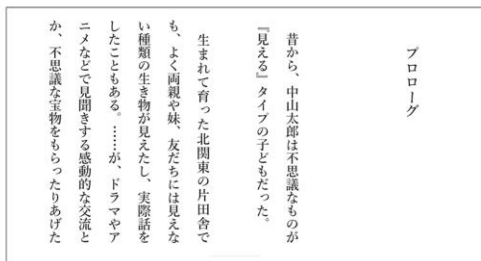 プロローグ
昔から、中山太郎は不思議なものが
『見える』タイプの子どもだった。
生まれて育った北関東の片田舎で
も、よく両親や妹、友だちには見えな
い種類の生き物が見えたし、実際話を
したこともある。……が、ドラマやア
ニメなどで見聞きする感動的な交流と
か、不思議な宝物をもらったりあげた